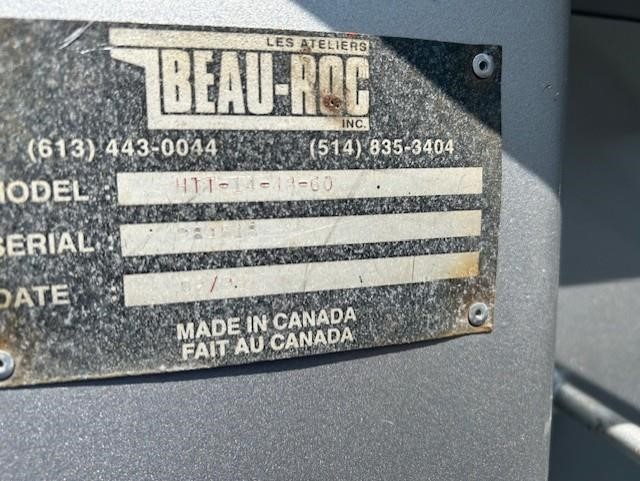 LES ATELIERS
BEAU-ROC
INC.
(613) 443-0044 (514) 835-3404
MODEL :
SERIAL :
DATE :
MADE IN CANADA
FAIT AU CANADA